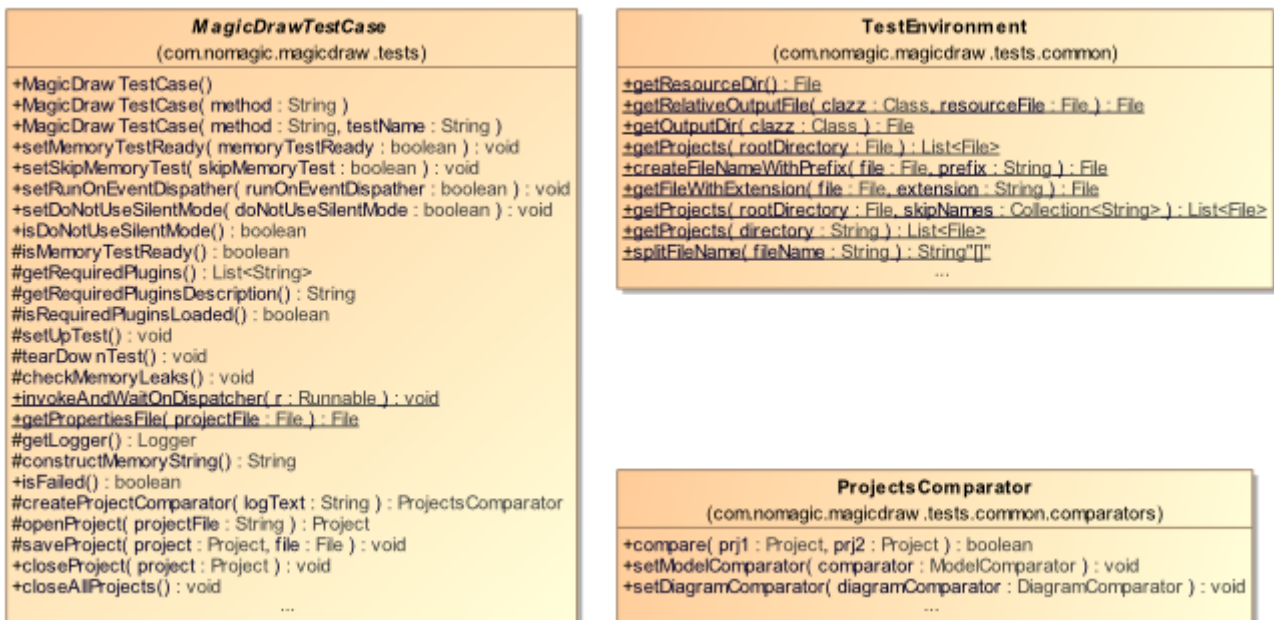 MagicDrawTestCase
(com.nomagic.magicdraw.tests)
+MagicDrawTestCase()
+MagicDrawTestCase( method : String )
+MagicDrawTestCase( method : String, testName : String )
+setMemoryTestReady( memoryTestReady : boolean ) : void
+setSkipMemoryTest( skipMemoryTest : boolean ) : void
+setRunOnEventDispather( runOnEventDispather : boolean ) : void
+setDoNotUseSilentMode( doNotUseSilentMode : boolean ) : void
+isDoNotUseSilentMode() : boolean
#isMemoryTestReady() : boolean
#getRequiredPlugins() : List<String>
#getRequiredPluginsDescription() : String
#isRequiredPluginsLoaded() : boolean
#setUpTest() : void
#tearDownTest() : void
#checkMemoryLeaks() : void
+invokeAndWaitOnDispatcher( r : Runnable ) : void
+getPropertiesFile( projectFile : File ) : File
#getLogger() : Logger
#constructMemoryString() : String
+isFailed() : boolean
#createProjectComparator( logText : String ) : ProjectsComparator
#openProject( projectFile : String ) : Project
#saveProject( project : Project, file : File ) : void
+closeProject( project : Project ) : void
+closeAllProjects() : void
...
TestEnvironment
(com.nomagic.magicdraw.tests.common)
+getResourceDir() : File
+getRelativeOutputFile( clazz : Class, resourceFile : File ) : File
+getOutputDir( clazz : Class ) : File
+getProjects( rootDirectory : File ) : List<File>
+createFileNameWithPrefix( file : File, prefix : String ) : File
+getFileWithExtension( file : File, extension : String ) : File
+getProjects( rootDirectory : File, skipNames : Collection<String> ) : List<File>
+getProjects( directory : String ) : List<File>
+splitFileName( fileName : String ) : String"[]"
...
ProjectsComparator
(com.nomagic.magicdraw.tests.common.comparators)
+compare( prj1 : Project, prj2 : Project ) : boolean
+setModelComparator( comparator : ModelComparator ) : void
+setDiagramComparator( diagramComparator : DiagramComparator ) : void
...